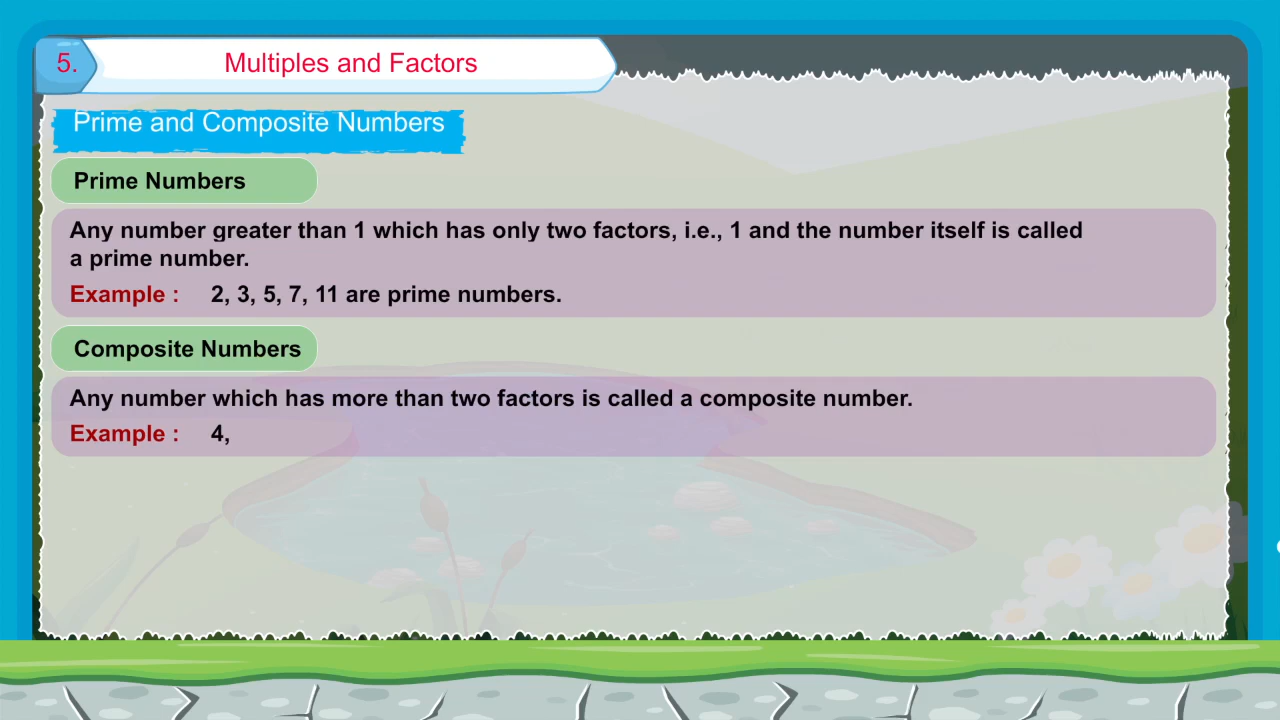 5.
Multiples and Factors
Prime and Composite Numbers
Prime Numbers
Any number greater than 1 which has only two factors, i.e., 1 and the number itself is called
a prime number.
Example : 2, 3, 5, 7, 11 are prime numbers.
Composite Numbers
Any number which has more than two factors is called a composite number.
Example : 4,